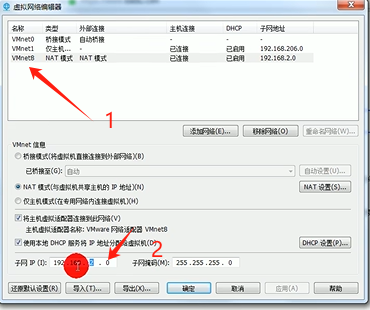 虚拟网络编辑器
名称 类型 外部连接 主机连接 DHCP 子网地址
VMnet0 桥接模式 自动桥接 - - -
VMnet1 仅主机... - 已连接 已启用 192.168.206.0
VMnet8 NAT 模式 NAT 模式 已连接 已启用 192.168.2.0
1
添加网络(E)... 移除网络(O) 重命名网络(W)...
VMnet 信息
桥接模式(将虚拟机直接连接到外部网络)(B)
已桥接至(G): 自动 自动设置(U)...
NAT 模式(与虚拟机共享主机的 IP 地址)(N) NAT 设置(S)...
仅主机模式(在专用网络内连接虚拟机)(H)
将主机虚拟适配器连接到此网络(V)
主机虚拟适配器名称: VMware 网络适配器 VMnet8
使用本地 DHCP 服务将 IP 地址分配给虚拟机(D) DHCP 设置(P)...
2
子网 IP (I): 192 . 2 . 0 子网掩码(M): 255 . 255 . 255 . 0
还原默认设置(R) 导入(T)... 导出(X)... 确定 取消 应用(A) 帮助